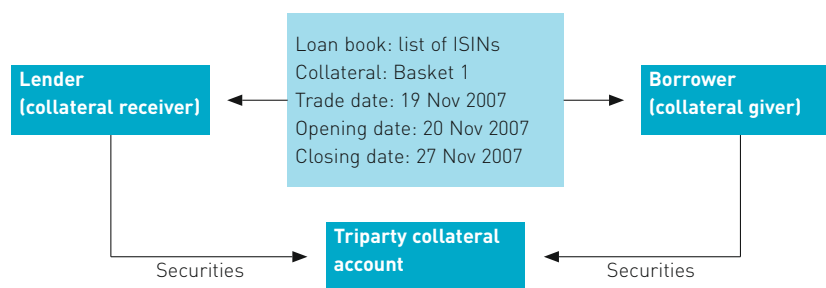 Loan book: list of ISINs
Collateral: Basket 1
Trade date: 19 Nov 2007
Opening date: 20 Nov 2007
Closing date: 27 Nov 2007
Lender
(collateral receiver)
Borrower
(collateral giver)
Triparty collateral
account
Securities
Securities